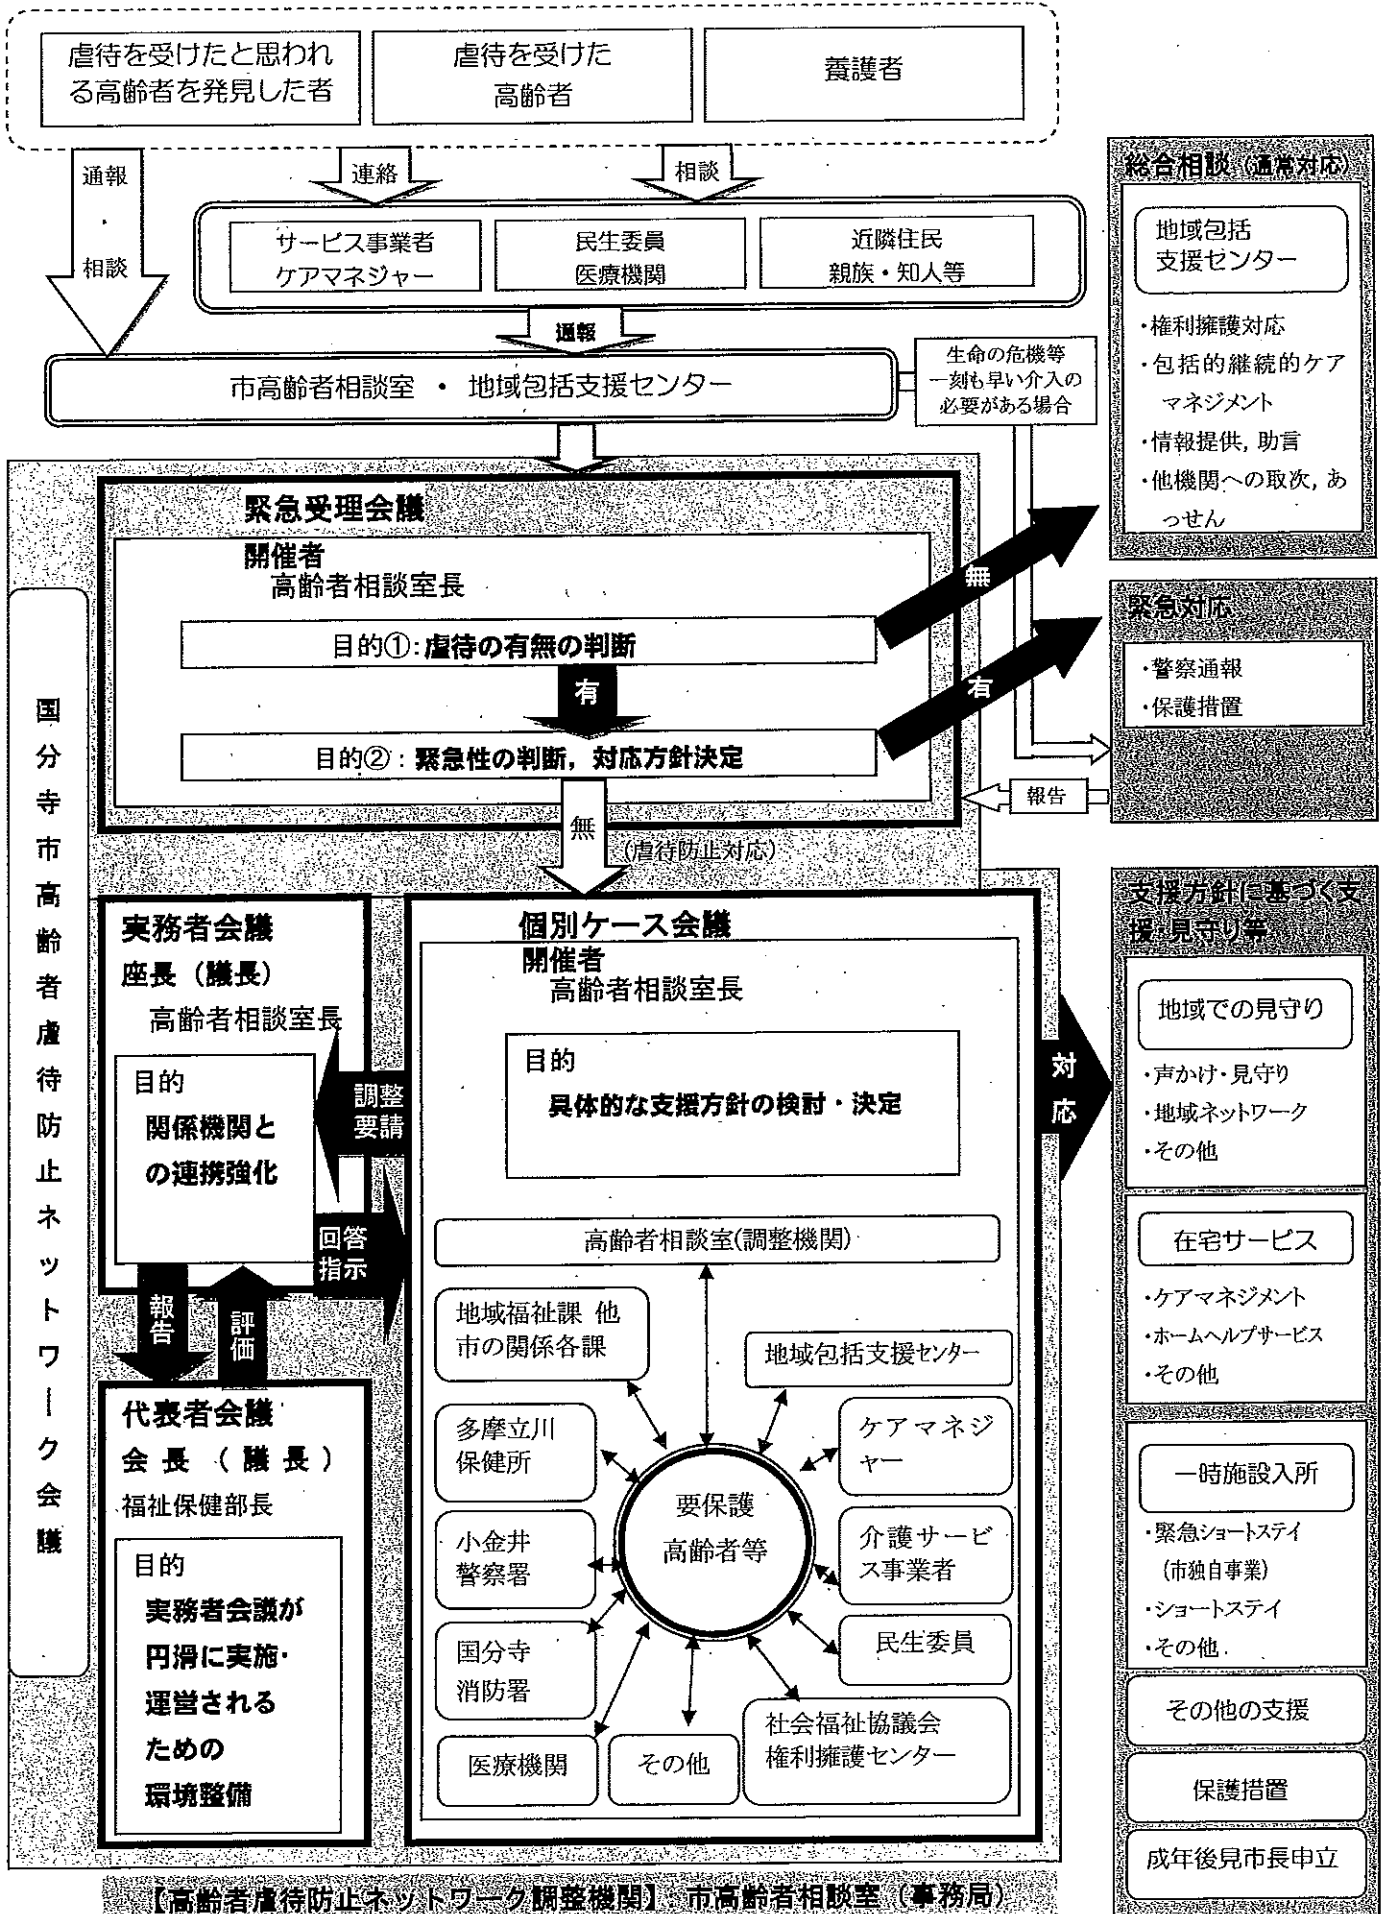 虐待を受けたと思われ
る高齢者を発見した者
虐待を受けた
高齢者
養護者
通報
・
相談
連絡
相談
サービス事業者
ケアマネジャー
民生委員
医療機関
近隣住民
親族・知人等
通報
市高齢者相談室 ・ 地域包括支援センター
生命の危機等
一刻も早い介入の
必要がある場合
総合相談（通常対応）
地域包括
支援センター
・権利擁護対応
・包括的継続的ケア
マネジメント
・情報提供, 助言
・他機関への取次, あ
っせん
緊急受理会議
開催者
高齢者相談室長
目的①：虐待の有無の判断
有
目的②：緊急性の判断，対応方針決定
無
有
緊急対応
・警察通報
・保護措置
報告
無
(虐待防止対応)
国分寺市高齢者虐待防止ネットワーク会議
実務者会議
座長（議長）
高齢者相談室長
目的
関係機関と
の連携強化
調整
要請
回答
指示
報告
評価
代表者会議
会長（議長）
福祉保健部長
目的
実務者会議が
円滑に実施・
運営される
ための
環境整備
個別ケース会議
開催者
高齢者相談室長
目的
具体的な支援方針の検討・決定
高齢者相談室(調整機関)
地域福祉課 他
市の関係各課
地域包括支援センター
多摩立川
保健所
ケアマネジ
ャー
要保護
高齢者等
小金井
警察署
介護サービ
ス事業者
国分寺
消防署
民生委員
医療機関
その他
社会福祉協議会
権利擁護センター
対応
支援方針に基づく支
援・見守り等
地域での見守り
・声かけ・見守り
・地域ネットワーク
・その他
在宅サービス
・ケアマネジメント
・ホームヘルプサービス
・その他
一時施設入所
・緊急ショートステイ
(市独自事業)
・ショートステイ
・その他
その他の支援
保護措置
成年後見市長申立
【高齢者虐待防止ネットワーク調整機関】：市高齢者相談室（事務局）